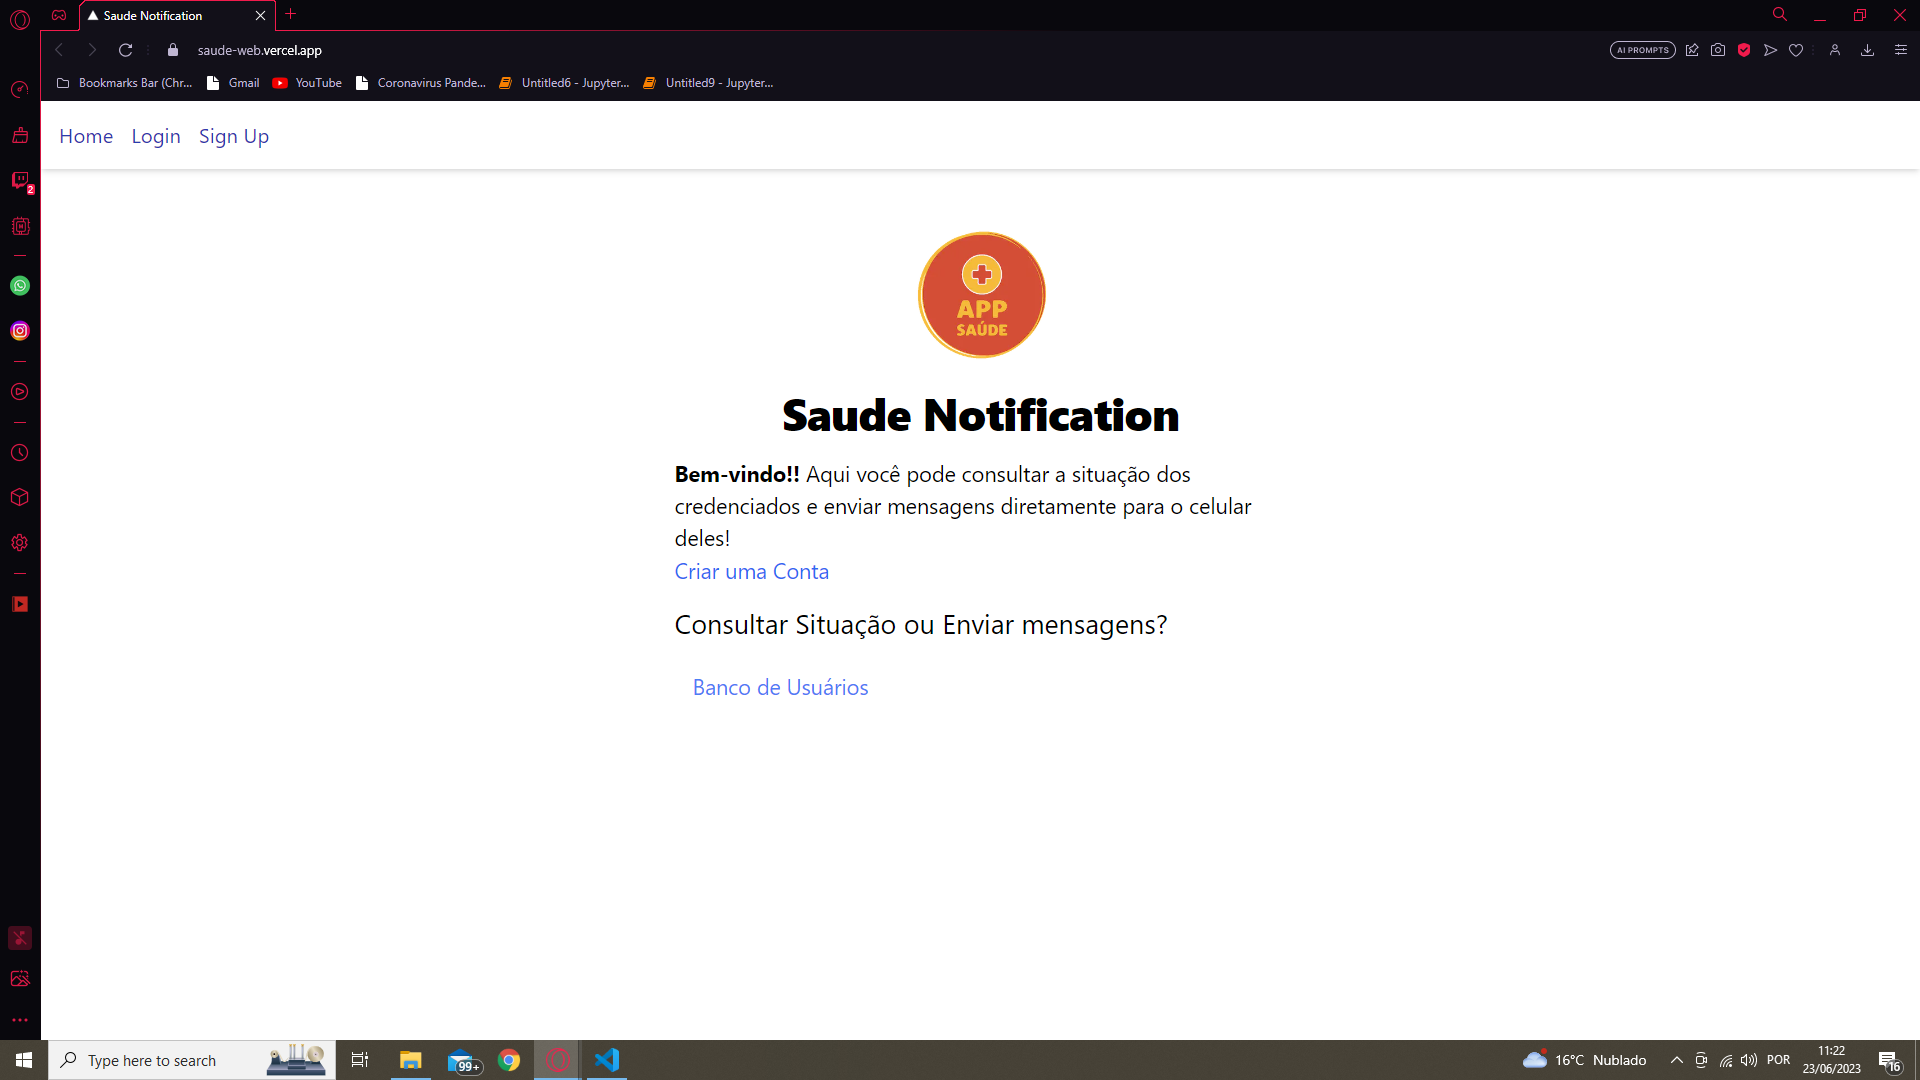 Saude Notification
saude-web.vercel.app
AI PROMPTS
Bookmarks Bar (Chr...
Gmail
YouTube
Coronavirus Pande...
Untitled6 - Jupyter...
Untitled9 - Jupyter...
2
Home Login Sign Up
APP
SAÚDE
Saude Notification
Bem-vindo!! Aqui você pode consultar a situação dos
credenciados e enviar mensagens diretamente para o celular
deles!
Criar uma Conta
Consultar Situação ou Enviar mensagens?
Banco de Usuários
Type here to search
99+
16°C Nublado
POR
11:22
23/06/2023
16